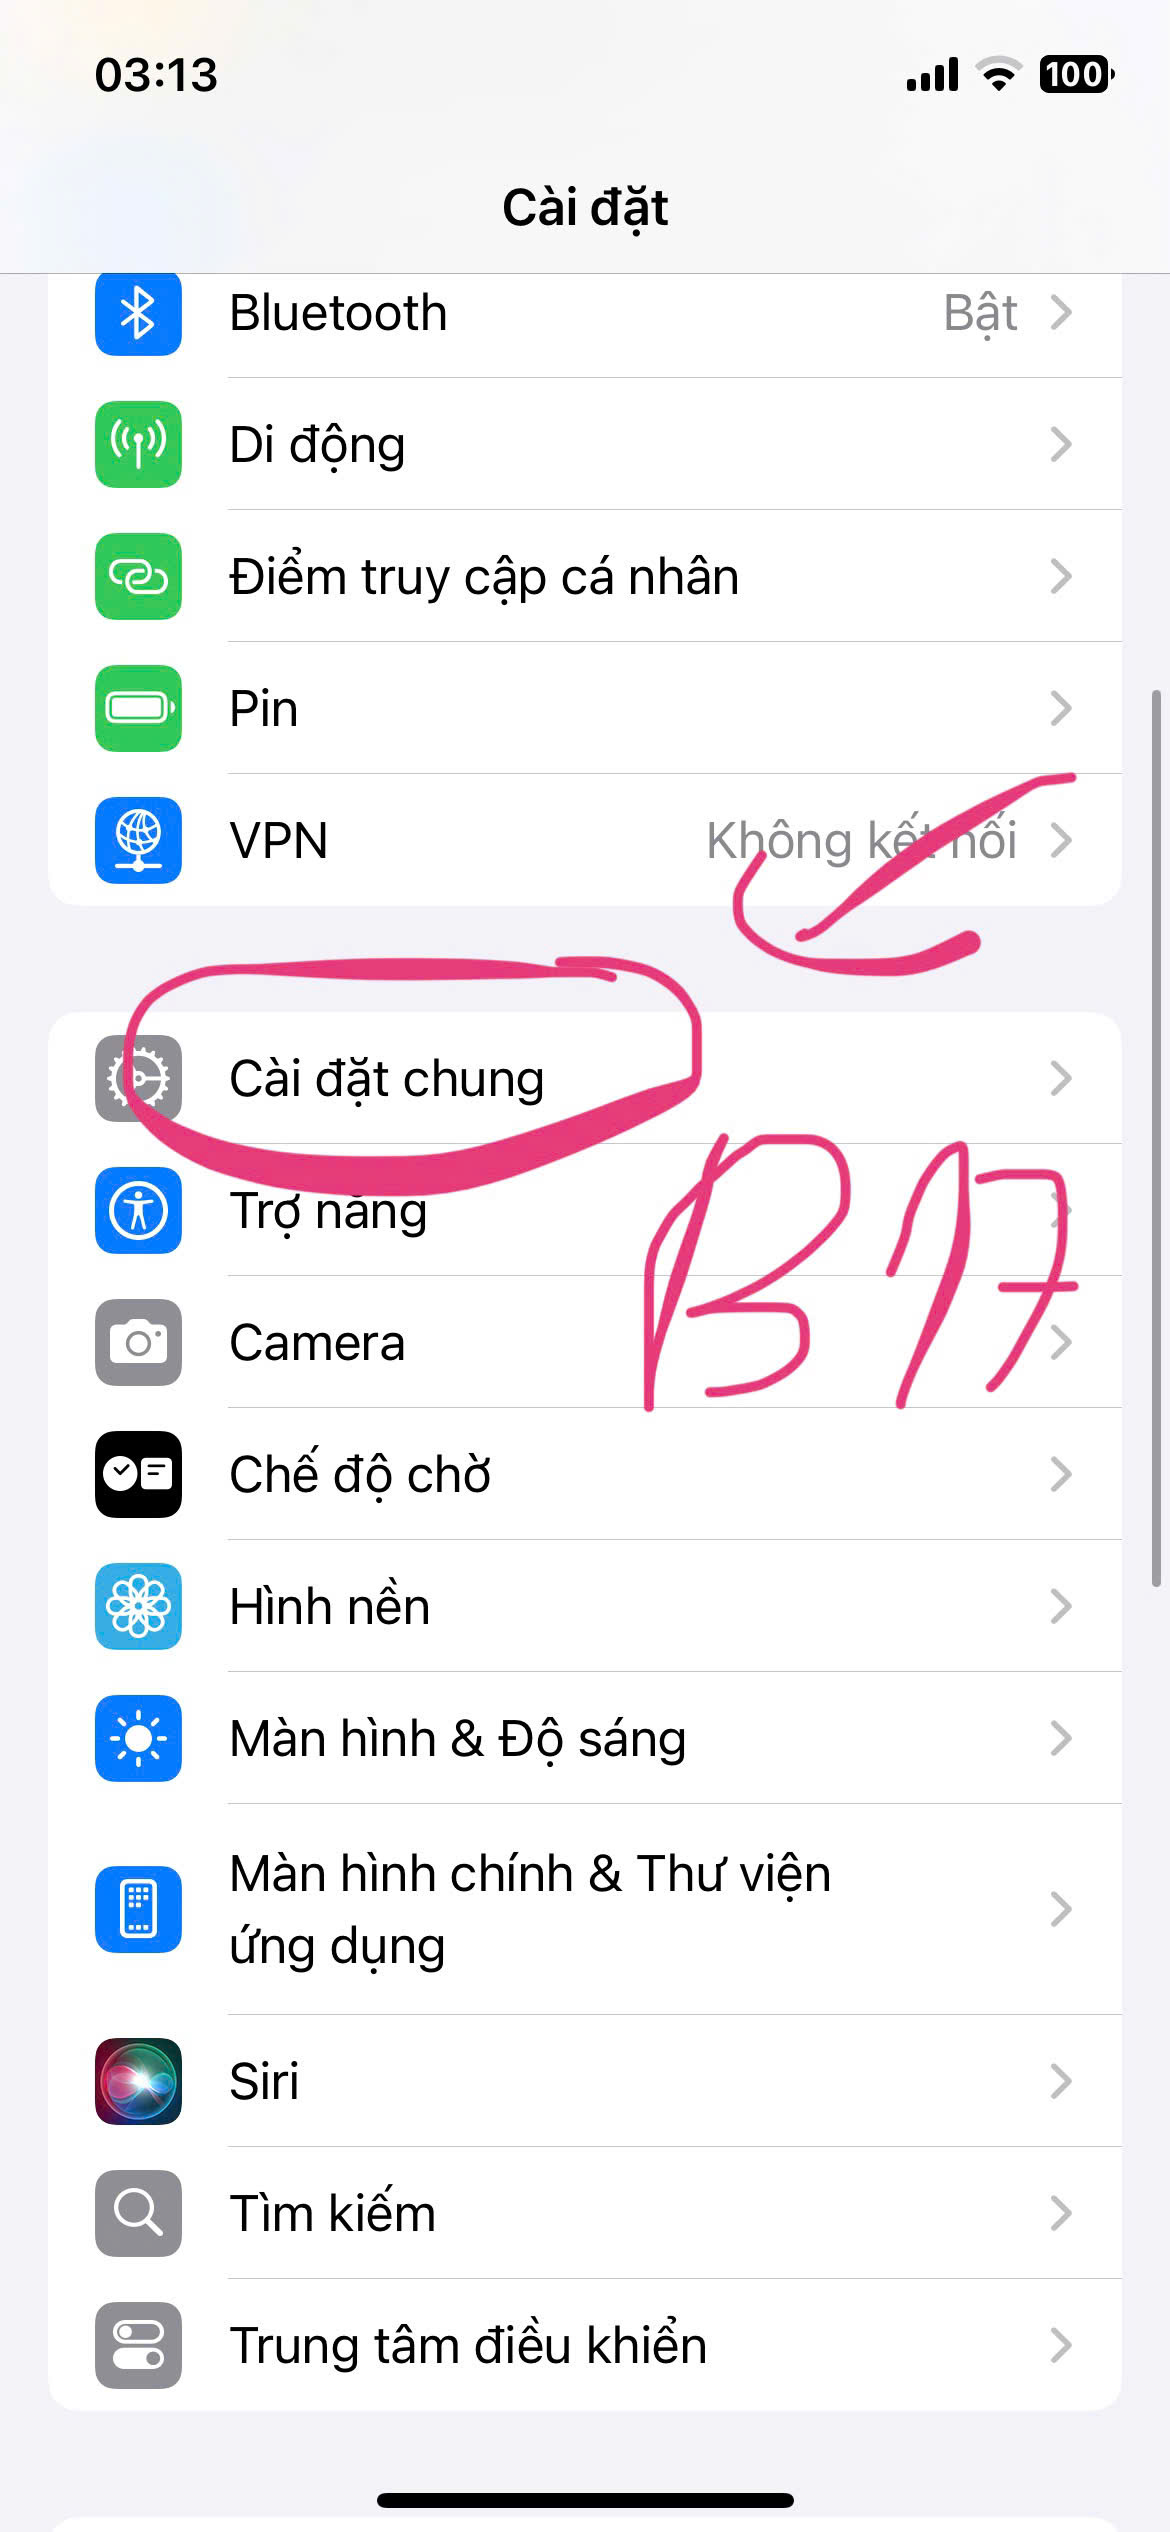 03:13
100
Cài đặt
Bluetooth Bật
Di động
Điểm truy cập cá nhân
Pin
VPN Không kết nối
Cài đặt chung
Trợ năng
B17
Camera
Chế độ chờ
Hình nền
Màn hình & Độ sáng
Màn hình chính & Thư viện
ứng dụng
Siri
Tìm kiếm
Trung tâm điều khiển